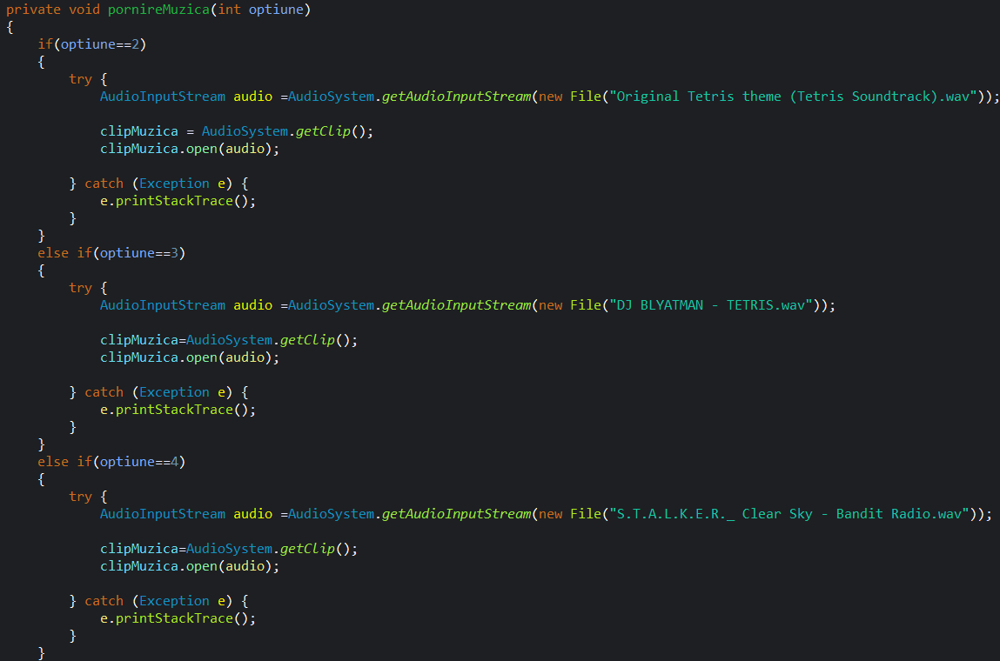 private void pornireMuzica(int optiune)
{
    if(optiune==2)
    {
        try {
            AudioInputStream audio =AudioSystem.getAudioInputStream(new File("Original Tetris theme (Tetris Soundtrack).wav"));

            clipMuzica = AudioSystem.getClip();
            clipMuzica.open(audio);

        } catch (Exception e) {
            e.printStackTrace();
        }
    }
    else if(optiune==3)
    {
        try {
            AudioInputStream audio =AudioSystem.getAudioInputStream(new File("DJ BLYATMAN - TETRIS.wav"));

            clipMuzica=AudioSystem.getClip();
            clipMuzica.open(audio);

        } catch (Exception e) {
            e.printStackTrace();
        }
    }
    else if(optiune==4)
    {
        try {
            AudioInputStream audio =AudioSystem.getAudioInputStream(new File("S.T.A.L.K.E.R._ Clear Sky - Bandit Radio.wav"));

            clipMuzica=AudioSystem.getClip();
            clipMuzica.open(audio);

        } catch (Exception e) {
            e.printStackTrace();
        }
    }